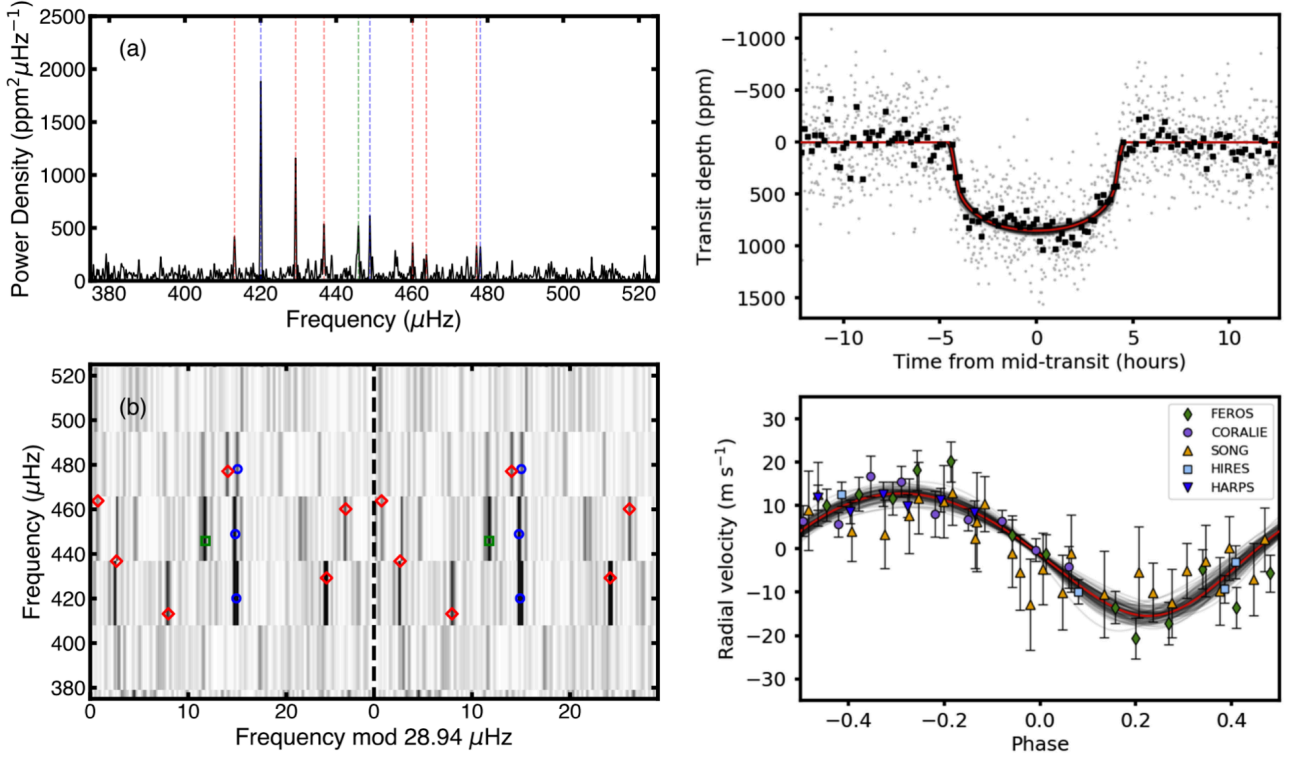 (a)
Power Density (ppm²μHz⁻¹)
2500
2000
1500
1000
500
0
380 400 420 440 460 480 500 520
Frequency (μHz)
(b)
Frequency (μHz)
520
500
480
460
440
420
400
380
0 10 20 0 10 20
Frequency mod 28.94 μHz
Transit depth (ppm)
−1000
−500
0
500
1000
1500
−10 −5 0 5 10
Time from mid-transit (hours)
Radial velocity (m s⁻¹)
30
20
10
0
−10
−20
−30
FEROS
CORALIE
SONG
HIRES
HARPS
−0.4 −0.2 0.0 0.2 0.4
Phase